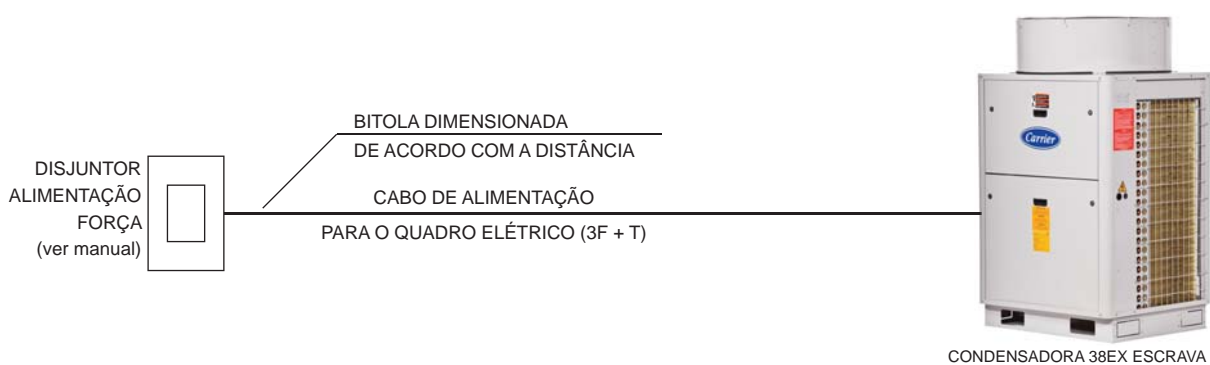 BITOLA DIMENSIONADA
DE ACORDO COM A DISTÂNCIA
DISJUNTOR
ALIMENTAÇÃO
FORÇA
(ver manual)
CABO DE ALIMENTAÇÃO
PARA O QUADRO ELÉTRICO (3F + T)
Carrier
CONDENSADORA 38EX ESCRAVA